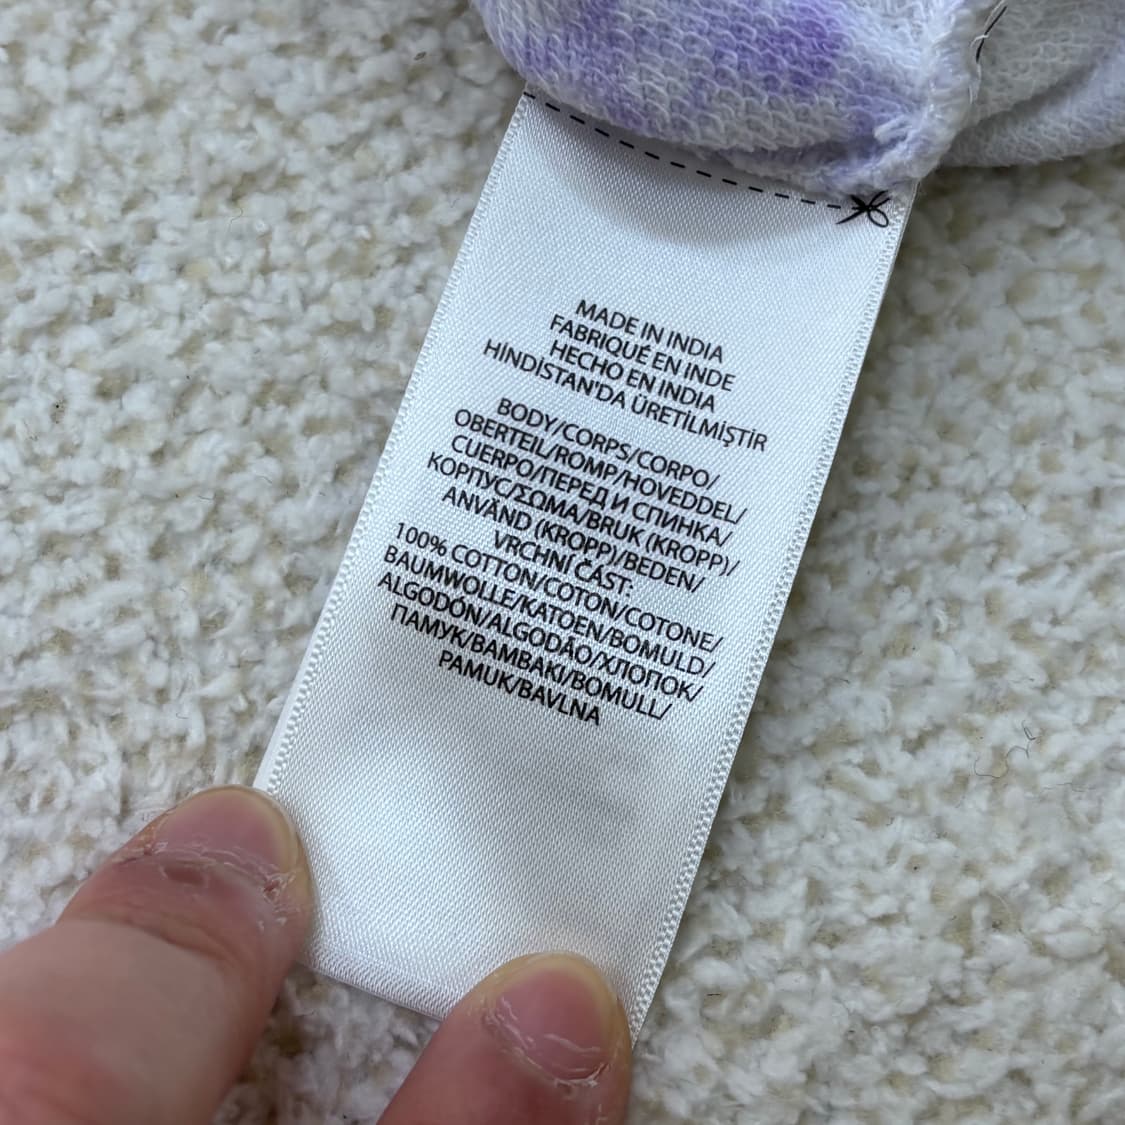 MADE IN INDIA
FABRIQUÉ EN INDE
HECHO EN INDIA
HİNDİSTAN'DA ÜRETİLMİŞTİR
BODY/CORPS/CORPO/
OBERTEIL/ROMP/HOVEDDEL/
CUERPO/ПЕРЕД И СПИНКА/
КОРПУС/ΣΩΜΑ/BRUK (KROPP)/
ANVÄND (KROPP)/BEDEN/
VRCHNÍ ČÁST:
100% COTTON/COTON/COTONE/
BAUMWOLLE/KATOEN/BOMULD/
ALGODÓN/ALGODÃO/ХЛОПОК/
ПАМУК/ΒΑΜΒΑΚΙ/BOMULL/
PAMUK/BAVLNA